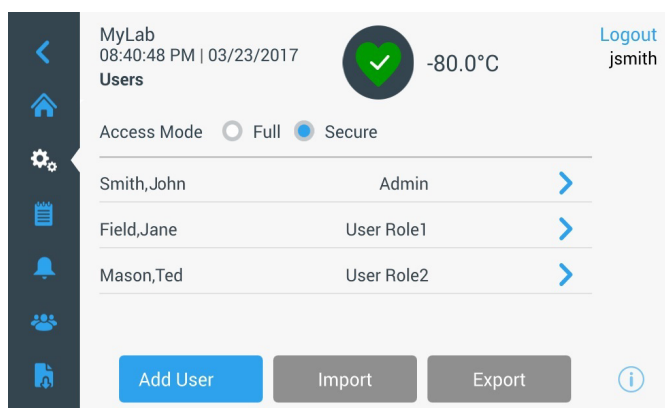 MyLab
08:40:48 PM | 03/23/2017
Users
-80.0°C
Logout
jsmith
Access Mode Full Secure
Smith,John Admin
Field,Jane User Role1
Mason,Ted User Role2
Add User Import Export
i